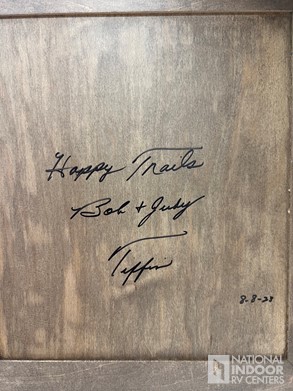 Happy Trails
Bob + Judy
Tiffin
8-8-23
NATIONAL
INDOOR
RV CENTERS